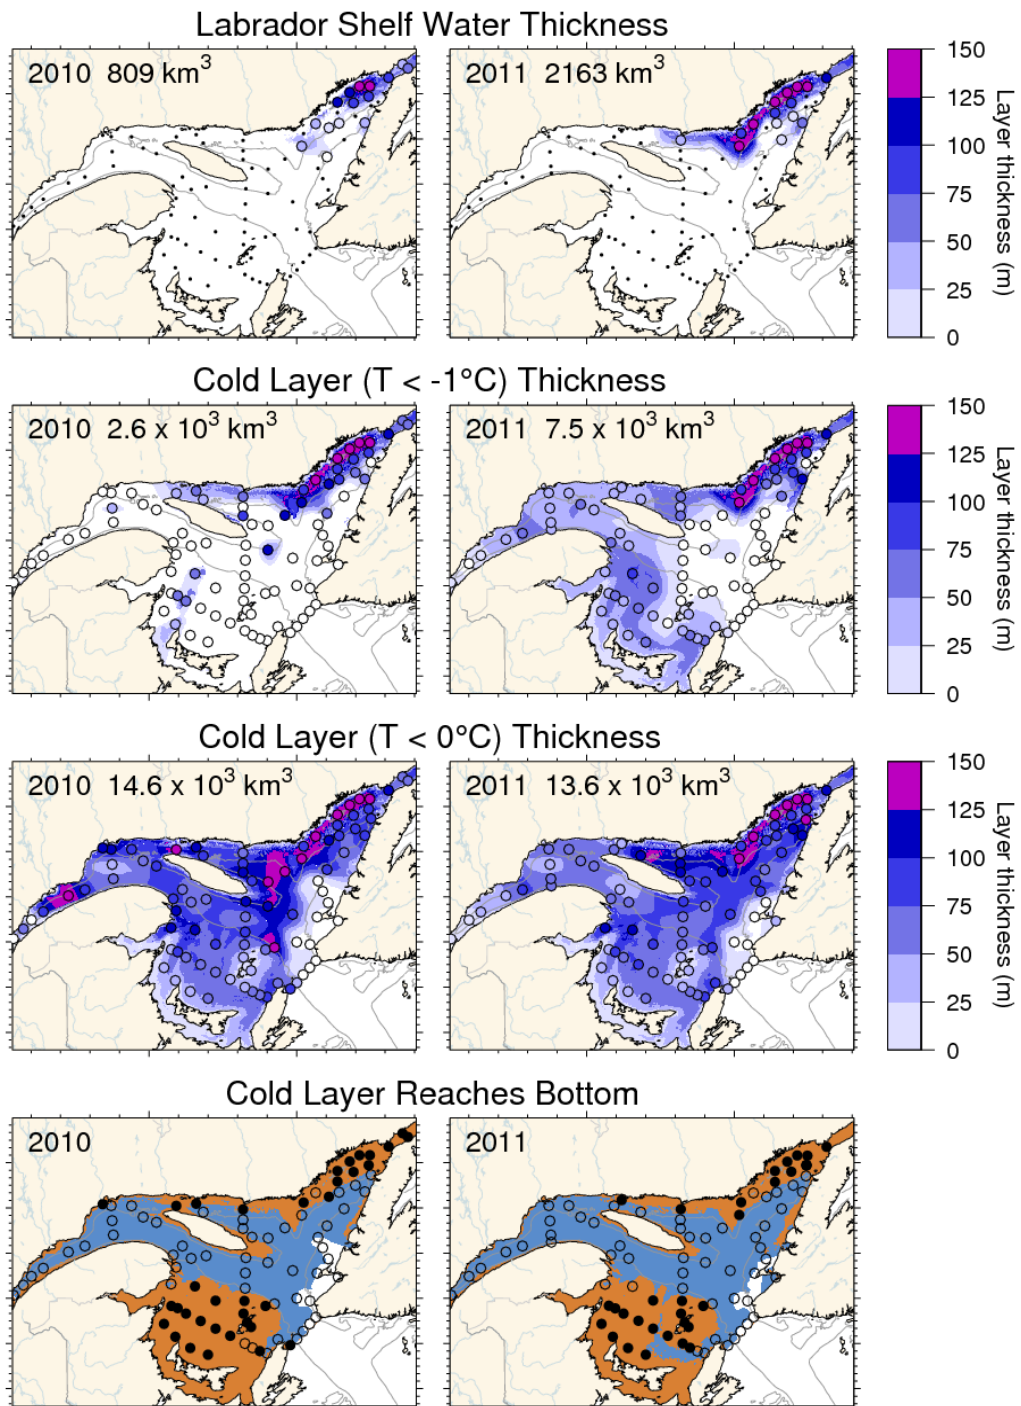 Labrador Shelf Water Thickness
2010 809 km³
2011 2163 km³
150
125
100
75
50
25
0
Layer thickness (m)
Cold Layer (T < -1°C) Thickness
2010 2.6 x 10³ km³
2011 7.5 x 10³ km³
150
125
100
75
50
25
0
Layer thickness (m)
Cold Layer (T < 0°C) Thickness
2010 14.6 x 10³ km³
2011 13.6 x 10³ km³
150
125
100
75
50
25
0
Layer thickness (m)
Cold Layer Reaches Bottom
2010
2011